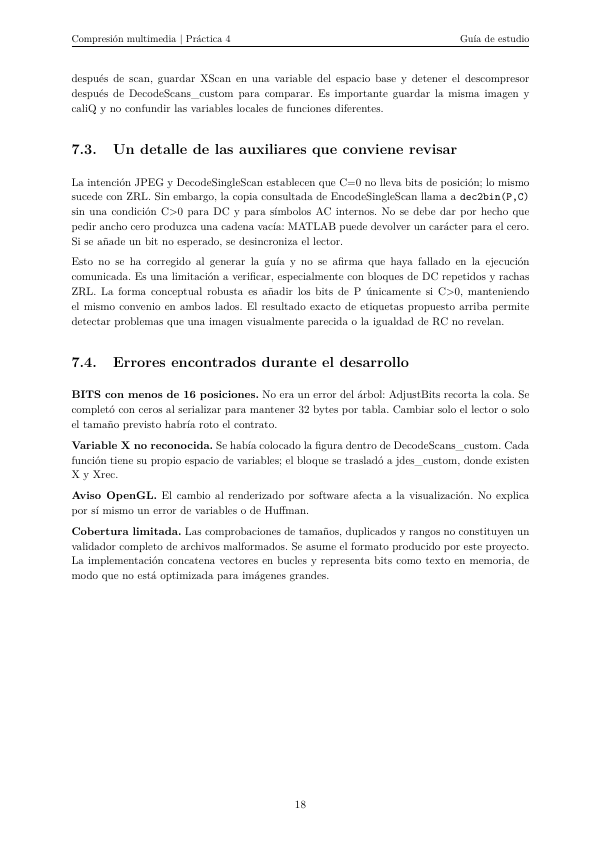 Compresión multimedia | Práctica 4 Guía de estudio
después de scan, guardar XScan en una variable del espacio base y detener el descompresor
después de DecodeScans_custom para comparar. Es importante guardar la misma imagen y
caliQ y no confundir las variables locales de funciones diferentes.
7.3. Un detalle de las auxiliares que conviene revisar
La intención JPEG y DecodeSingleScan establecen que C=0 no lleva bits de posición; lo mismo
sucede con ZRL. Sin embargo, la copia consultada de EncodeSingleScan llama a dec2bin(P,C)
sin una condición C>0 para DC y para símbolos AC internos. No se debe dar por hecho que
pedir ancho cero produzca una cadena vacía: MATLAB puede devolver un carácter para el cero.
Si se añade un bit no esperado, se desincroniza el lector.
Esto no se ha corregido al generar la guía y no se afirma que haya fallado en la ejecución
comunicada. Es una limitación a verificar, especialmente con bloques de DC repetidos y rachas
ZRL. La forma conceptual robusta es añadir los bits de P únicamente si C>0, manteniendo
el mismo convenio en ambos lados. El resultado exacto de etiquetas propuesto arriba permite
detectar problemas que una imagen visualmente parecida o la igualdad de RC no revelan.
7.4. Errores encontrados durante el desarrollo
BITS con menos de 16 posiciones. No era un error del árbol: AdjustBits recorta la cola. Se
completó con ceros al serializar para mantener 32 bytes por tabla. Cambiar solo el lector o solo
el tamaño previsto habría roto el contrato.
Variable X no reconocida. Se había colocado la figura dentro de DecodeScans_custom. Cada
función tiene su propio espacio de variables; el bloque se trasladó a jdes_custom, donde existen
X y Xrec.
Aviso OpenGL. El cambio al renderizado por software afecta a la visualización. No explica
por sí mismo un error de variables o de Huffman.
Cobertura limitada. Las comprobaciones de tamaños, duplicados y rangos no constituyen un
validador completo de archivos malformados. Se asume el formato producido por este proyecto.
La implementación concatena vectores en bucles y representa bits como texto en memoria, de
modo que no está optimizada para imágenes grandes.
18